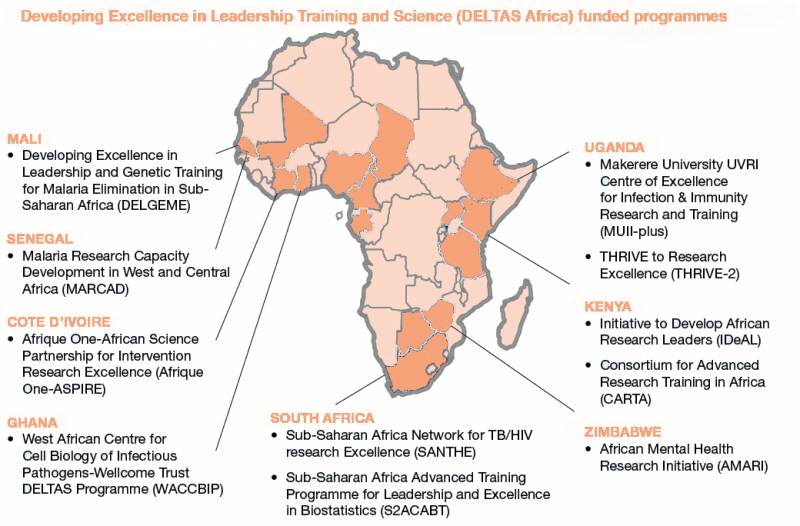 Developing Excellence in Leadership Training and Science (DELTAS Africa) funded programmes
MALI
• Developing Excellence in
Leadership and Genetic Training
for Malaria Elimination in Sub-
Saharan Africa (DELGEME)
SENEGAL
• Malaria Research Capacity
Development in West and Central
Africa (MARCAD)
COTE D'IVOIRE
• Afrique One-African Science
Partnership for Intervention
Research Excellence (Afrique
One-ASPIRE)
GHANA
• West African Centre for
Cell Biology of Infectious
Pathogens-Wellcome Trust
DELTAS Programme (WACCBIP)
SOUTH AFRICA
• Sub-Saharan Africa Network for TB/HIV
research Excellence (SANTHE)
• Sub-Saharan Africa Advanced Training
Programme for Leadership and Excellence
in Biostatistics (S2ACABT)
UGANDA
• Makerere University UVRI
Centre of Excellence
for Infection & Immunity
Research and Training
(MUII-plus)
• THRIVE to Research
Excellence (THRIVE-2)
KENYA
• Initiative to Develop African
Research Leaders (IDeAL)
• Consortium for Advanced
Research Training in Africa
(CARTA)
ZIMBABWE
• African Mental Health
Research Initiative (AMARI)